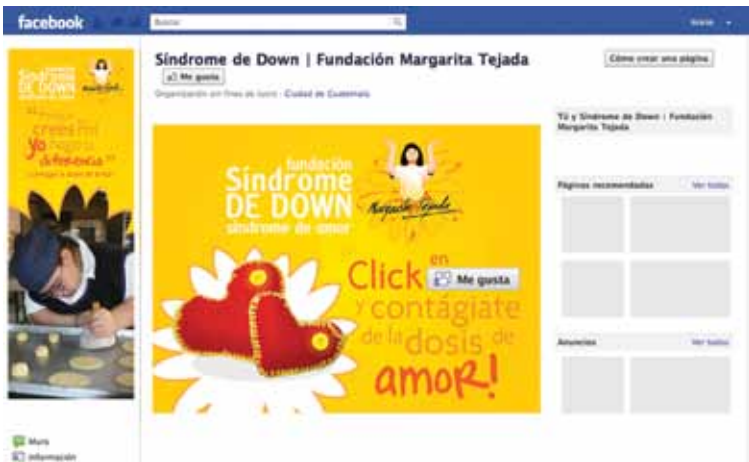 facebook
Buscar
Inicio
Síndrome de Down | Fundación Margarita Tejada
Me gusta
Organización sin fines de lucro · Ciudad de Guatemala
Cómo crear una página
fundación
Síndrome
DE DOWN
Margarita Tejada
crees
yo
diferencia
fundación
Síndrome
DE DOWN
síndrome de amor
Margarita Tejada
Click en
Me gusta
y contágiate
de la dosis de
amor!
Tú y Síndrome de Down | Fundación
Margarita Tejada
Páginas recomendadas
Ver todas
Anuncios
Ver todos
Muro
Información